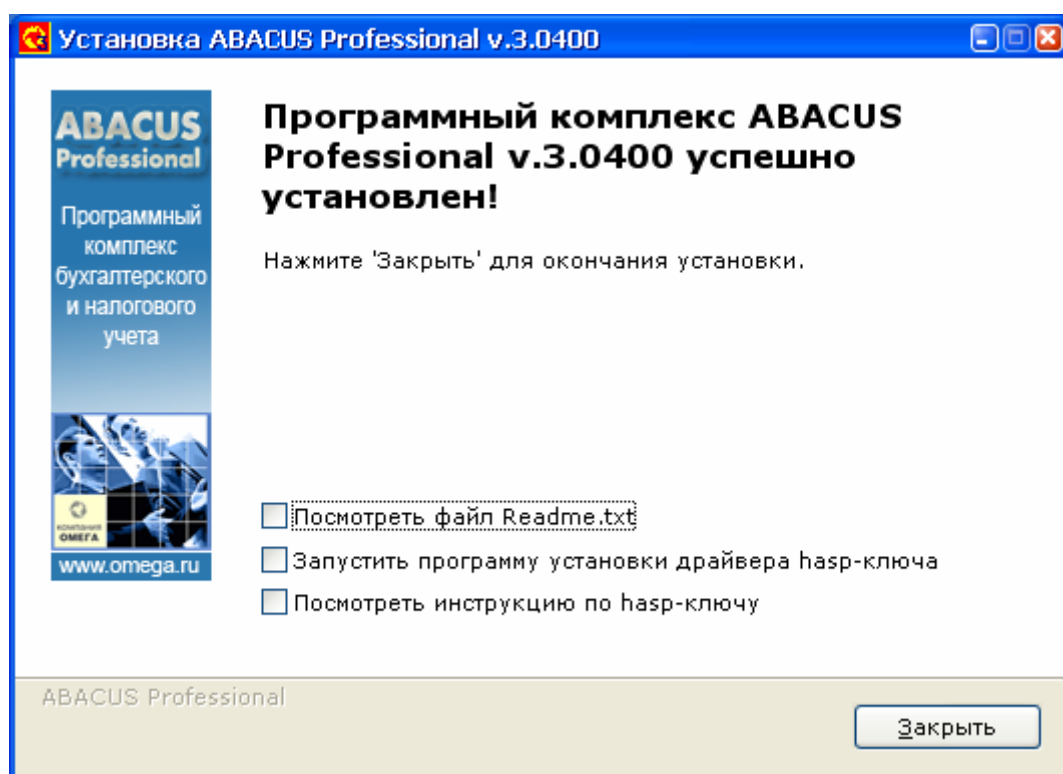 Установка ABACUS Professional v.3.0400
ABACUS
Professional
Программный
комплекс
бухгалтерского
и налогового
учета
КОМПАНИЯ
ОМЕГА
www.omega.ru
Программный комплекс ABACUS
Professional v.3.0400 успешно
установлен!
Нажмите 'Закрыть' для окончания установки.
Посмотреть файл Readme.txt
Запустить программу установки драйвера hasp-ключа
Посмотреть инструкцию по hasp-ключу
ABACUS Professional
Закрыть